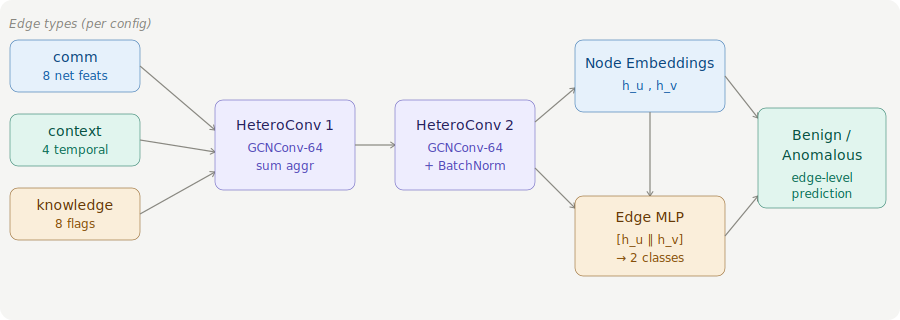 Edge types (per config)
comm
8 net feats
context
4 temporal
knowledge
8 flags
HeteroConv 1
GCNConv-64
sum aggr
HeteroConv 2
GCNConv-64
+ BatchNorm
Node Embeddings
h_u , h_v
Edge MLP
[h_u ∥ h_v]
→ 2 classes
Benign /
Anomalous
edge-level
prediction